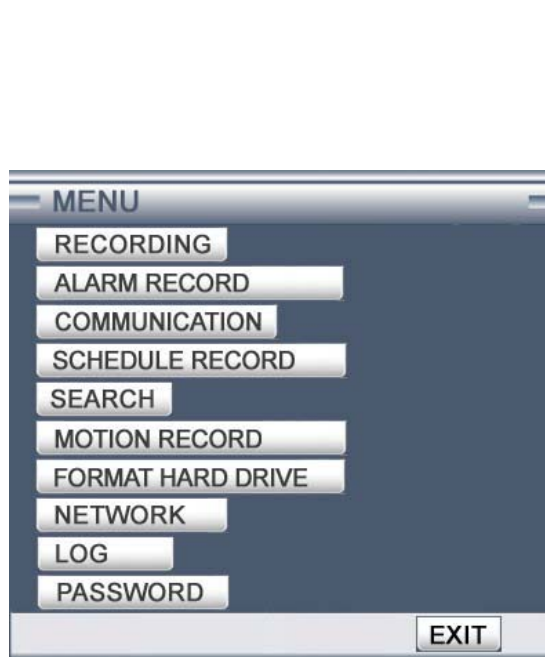 MENU
RECORDING
ALARM RECORD
COMMUNICATION
SCHEDULE RECORD
SEARCH
MOTION RECORD
FORMAT HARD DRIVE
NETWORK
LOG
PASSWORD
EXIT